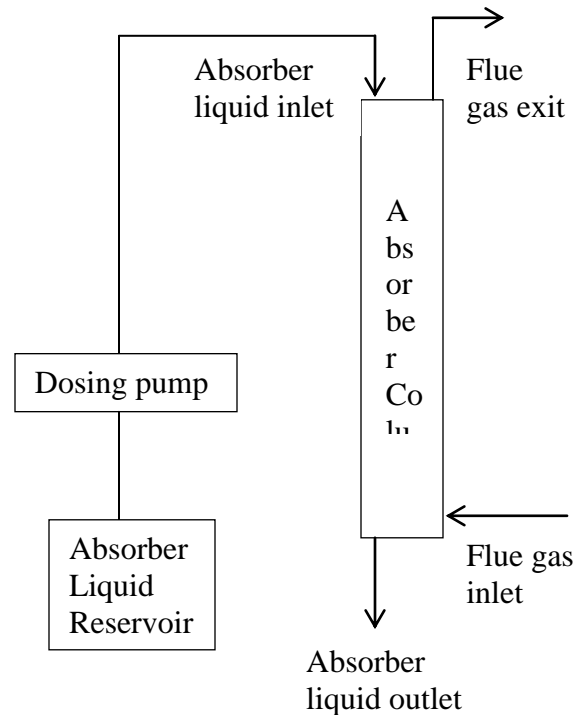 Absorber
liquid inlet
Flue
gas exit
A
bs
or
be
r
Co
lu
Dosing pump
Absorber
Liquid
Reservoir
Flue gas
inlet
Absorber
liquid outlet